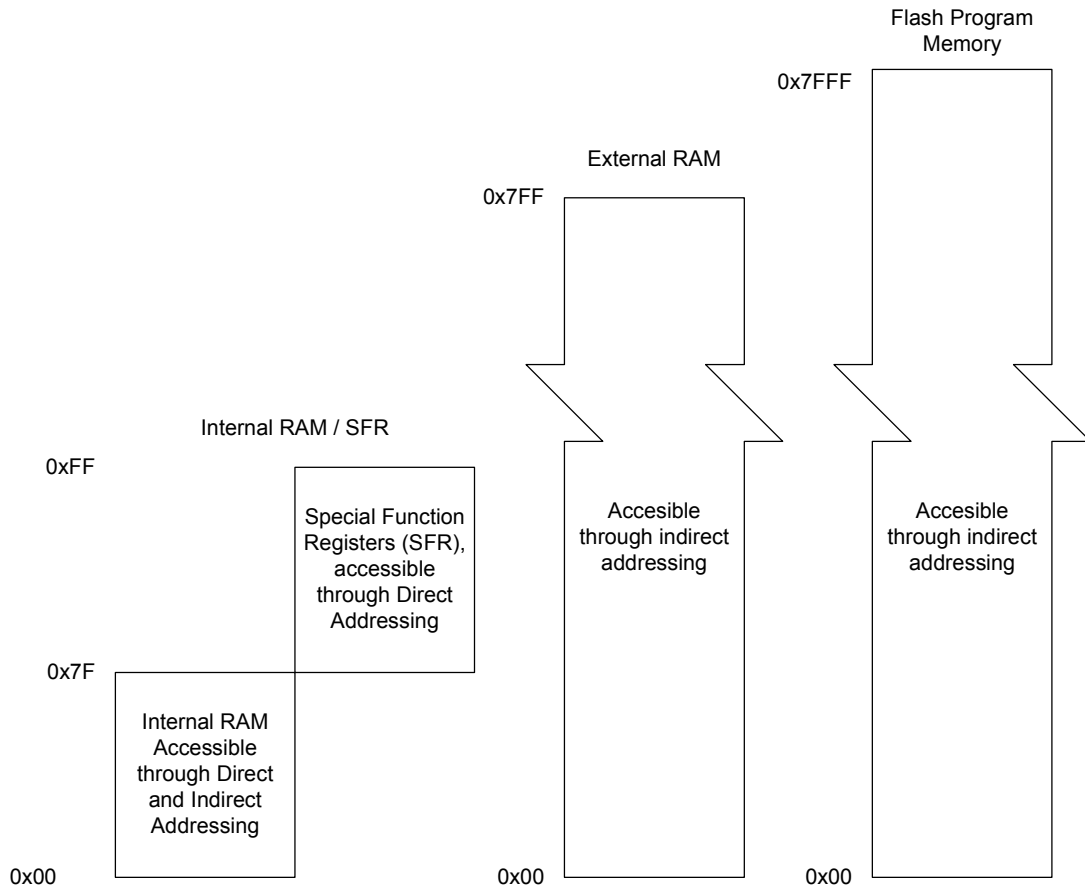 Flash Program
Memory
0x7FFF
External RAM
0x7FF
Internal RAM / SFR
0xFF
Special Function
Registers (SFR),
accessible
through Direct
Addressing
Accesible
through indirect
addressing
Accesible
through indirect
addressing
0x7F
Internal RAM
Accessible
through Direct
and Indirect
Addressing
0x00
0x00
0x00